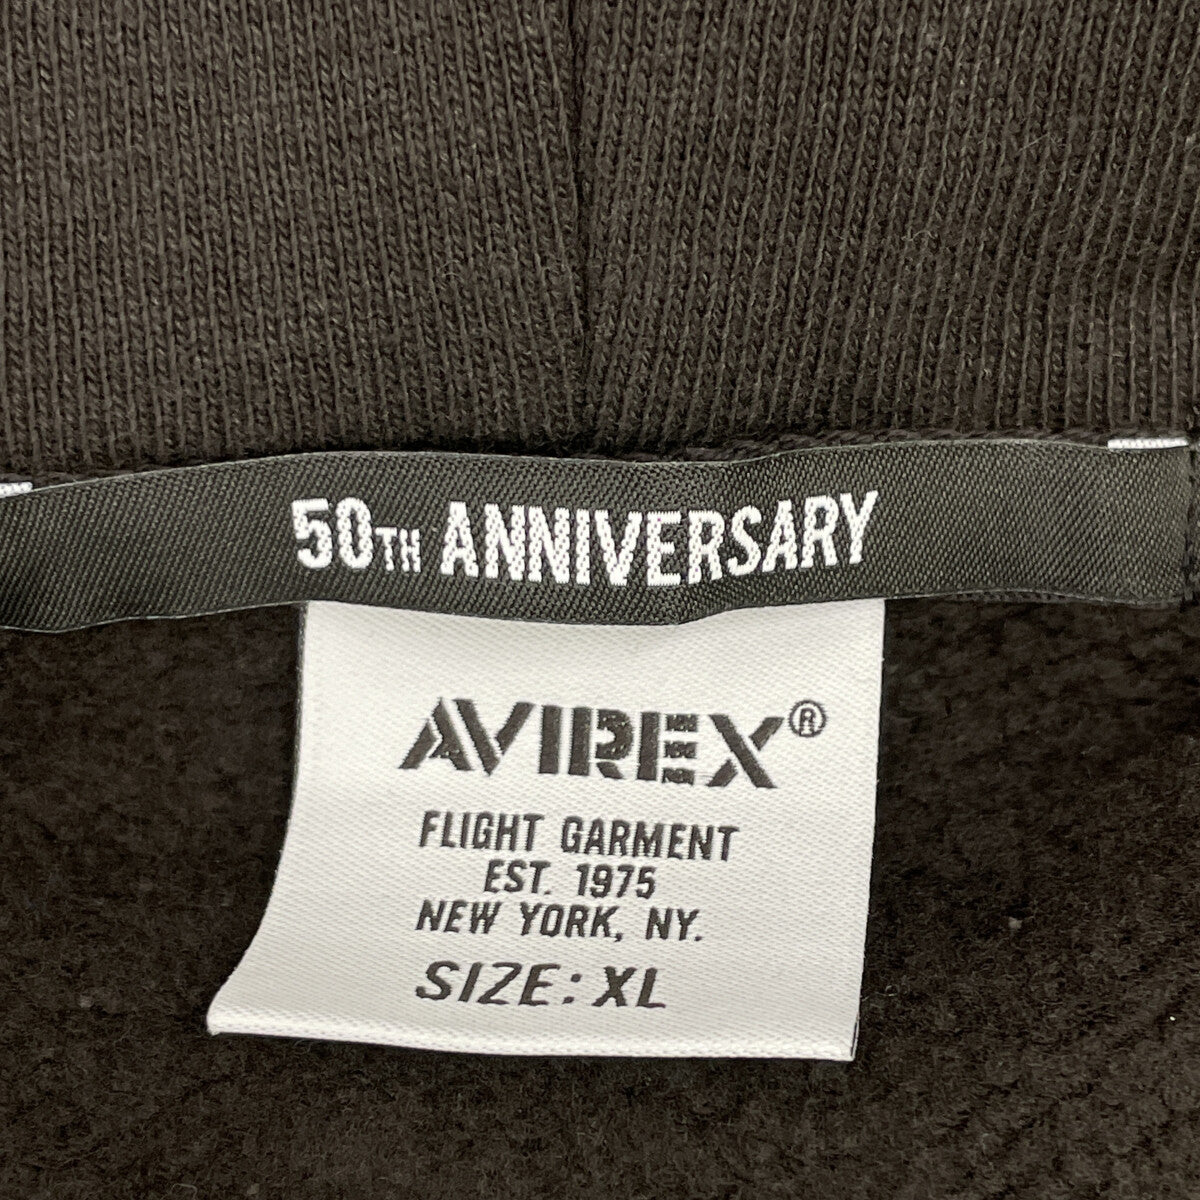 50TH ANNIVERSARY
AVIREX®
FLIGHT GARMENT
EST. 1975
NEW YORK, NY.
SIZE: XL